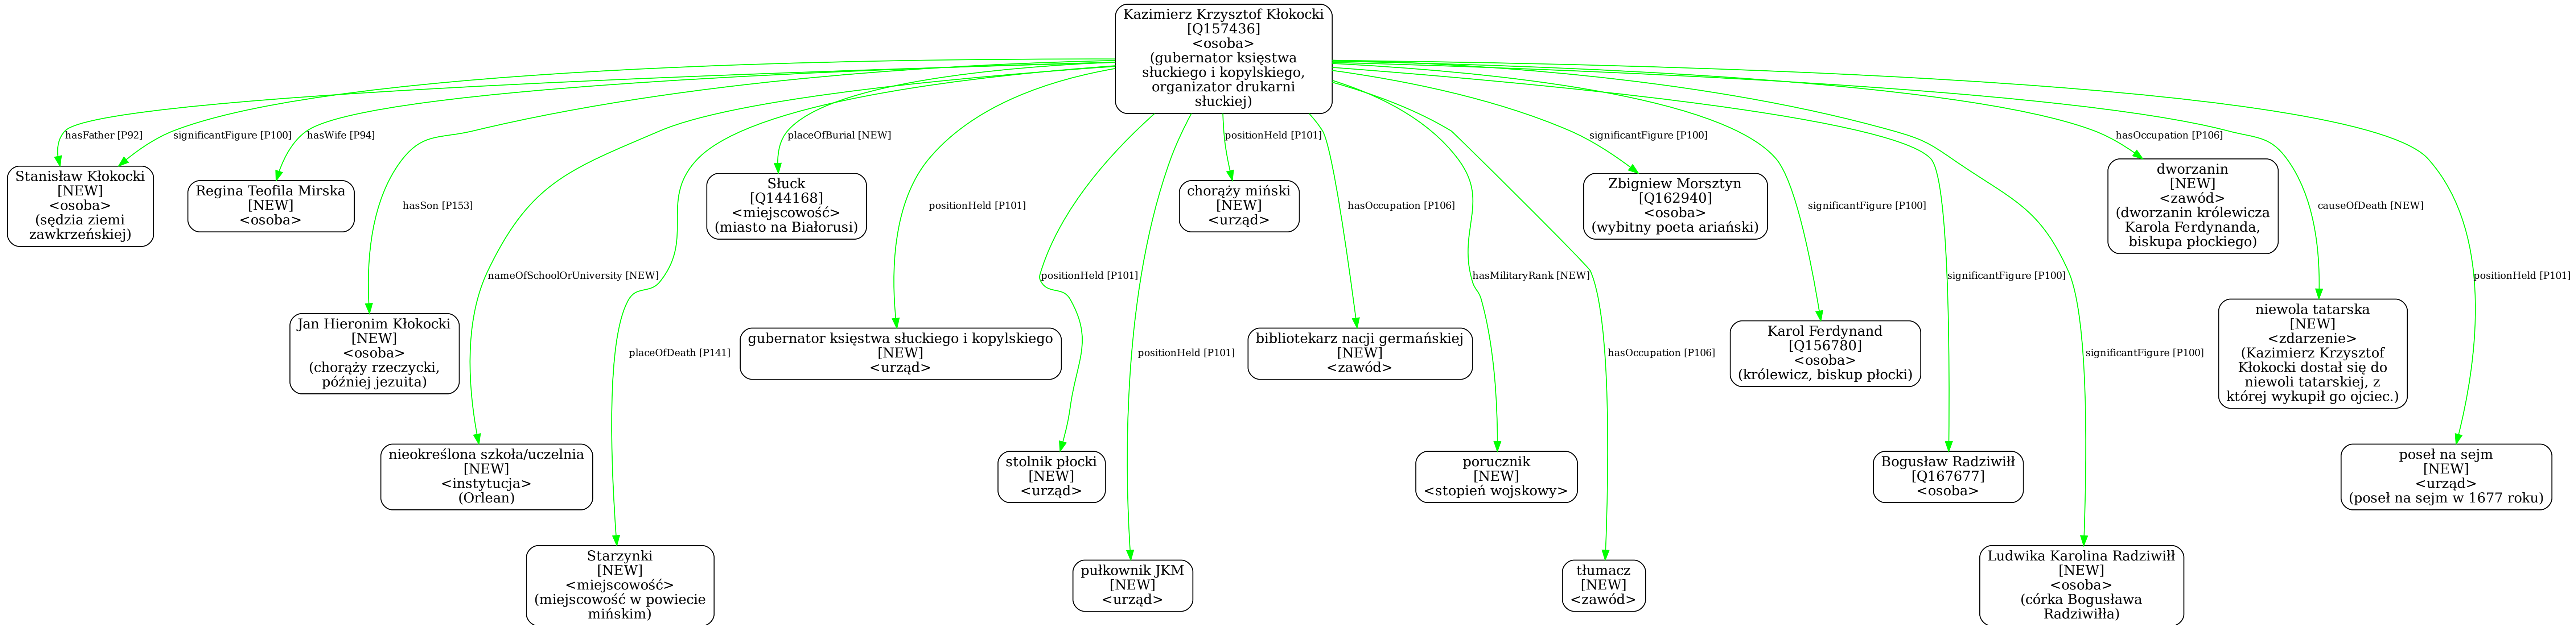 Kazimierz Krzysztof Kłokocki
[Q157436]
<osoba>
(gubernator księstwa
słuckiego i kopylskiego,
organizator drukarni
słuckiej)
hasFather [P92]
significantFigure [P100]
hasWife [P94]
placeOfBurial [NEW]
positionHeld [P101]
significantFigure [P100]
hasOccupation [P106]
Stanisław Kłokocki
[NEW]
<osoba>
(sędzia ziemi
zawkrzeńskiej)
Regina Teofila Mirska
[NEW]
<osoba>
hasSon [P153]
Słuck
[Q144168]
<miejscowość>
(miasto na Białorusi)
positionHeld [P101]
chorąży miński
[NEW]
<urząd>
hasOccupation [P106]
Zbigniew Morsztyn
[Q162940]
<osoba>
(wybitny poeta ariański)
significantFigure [P100]
dworzanin
[NEW]
<zawód>
(dworzanin królewicza
Karola Ferdynanda,
biskupa płockiego)
causeOfDeath [NEW]
nameOfSchoolOrUniversity [NEW]
positionHeld [P101]
hasMilitaryRank [NEW]
significantFigure [P100]
positionHeld [P101]
Jan Hieronim Kłokocki
[NEW]
<osoba>
(chorąży rzeczycki,
później jezuita)
placeOfDeath [P141]
gubernator księstwa słuckiego i kopylskiego
[NEW]
<urząd>
positionHeld [P101]
bibliotekarz nacji germańskiej
[NEW]
<zawód>
hasOccupation [P106]
Karol Ferdynand
[Q156780]
<osoba>
(królewicz, biskup płocki)
significantFigure [P100]
niewola tatarska
[NEW]
<zdarzenie>
(Kazimierz Krzysztof
Kłokocki dostał się do
niewoli tatarskiej, z
której wykupił go ojciec.)
nieokreślona szkoła/uczelnia
[NEW]
<instytucja>
(Orlean)
stolnik płocki
[NEW]
<urząd>
porucznik
[NEW]
<stopień wojskowy>
Bogusław Radziwiłł
[Q167677]
<osoba>
poseł na sejm
[NEW]
<urząd>
(poseł na sejm w 1677 roku)
Starzynki
[NEW]
<miejscowość>
(miejscowość w powiecie
mińskim)
pułkownik JKM
[NEW]
<urząd>
tłumacz
[NEW]
<zawód>
Ludwika Karolina Radziwiłł
[NEW]
<osoba>
(córka Bogusława
Radziwiłła)